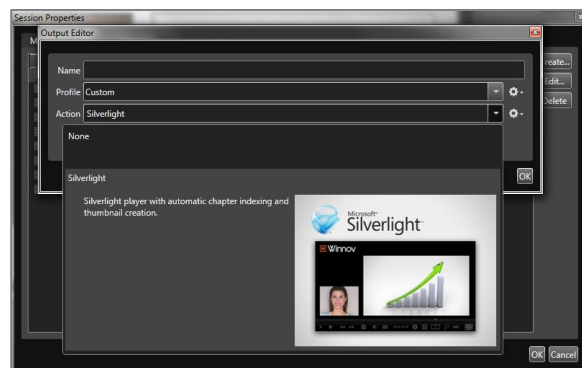 Session Properties
Output Editor
Name
Profile Custom
Action Silverlight
None
Silverlight
Silverlight player with automatic chapter indexing and
thumbnail creation.
Microsoft
Silverlight
Winnov
OK
Edit...
Delete
OK Cancel